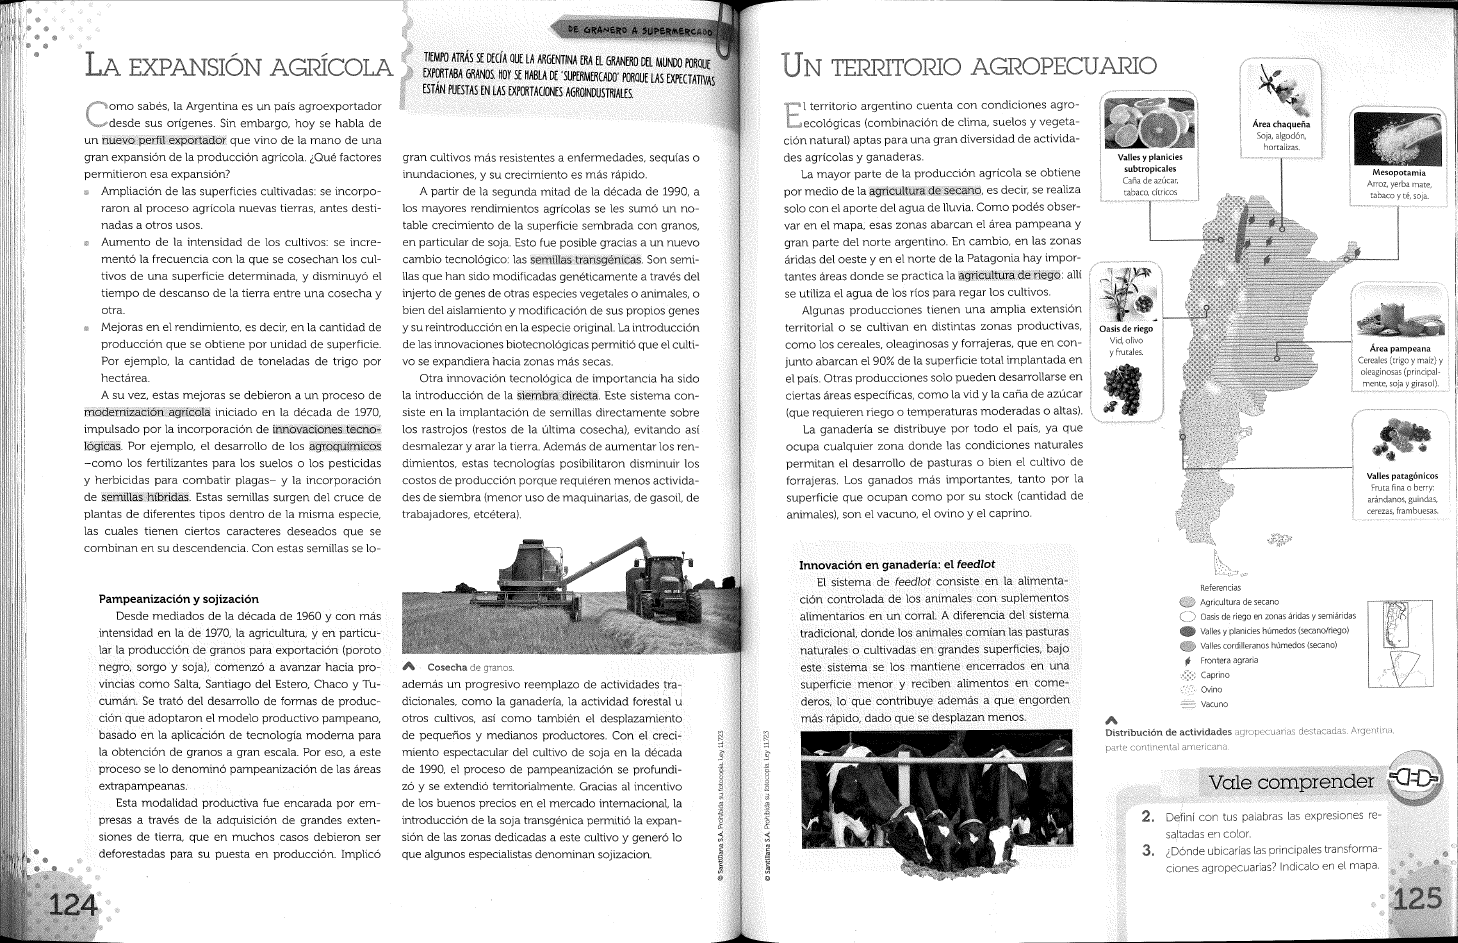 DE GRANERO A SUPERMERCADO
LA EXPANSIÓN AGRÍCOLA
TIEMPO ATRÁS SE DECÍA QUE LA ARGENTINA ERA EL GRANERO DEL MUNDO PORQUE
EXPORTABA GRANOS. HOY SE HABLA DE "SUPERMERCADO" PORQUE LAS EXPECTATIVAS
ESTÁN PUESTAS EN LAS EXPORTACIONES AGROINDUSTRIALES.
Como sabés, la Argentina es un país agroexportador
desde sus orígenes. Sin embargo, hoy se habla de
un nuevo perfil exportador que vino de la mano de una
gran expansión de la producción agrícola. ¿Qué factores
permitieron esa expansión?
Ampliación de las superficies cultivadas: se incorpo-
raron al proceso agrícola nuevas tierras, antes desti-
nadas a otros usos.
Aumento de la intensidad de los cultivos: se incre-
mentó la frecuencia con la que se cosechan los cul-
tivos de una superficie determinada, y disminuyó el
tiempo de descanso de la tierra entre una cosecha y
otra.
Mejoras en el rendimiento, es decir, en la cantidad de
producción que se obtiene por unidad de superficie.
Por ejemplo, la cantidad de toneladas de trigo por
hectárea.
A su vez, estas mejoras se debieron a un proceso de
modernización agrícola iniciado en la década de 1970,
impulsado por la incorporación de innovaciones tecno-
lógicas. Por ejemplo, el desarrollo de los agroquímicos
–como los fertilizantes para los suelos o los pesticidas
y herbicidas para combatir plagas– y la incorporación
de semillas híbridas. Estas semillas surgen del cruce de
plantas de diferentes tipos dentro de la misma especie,
las cuales tienen ciertos caracteres deseados que se
combinan en su descendencia. Con estas semillas se lo-
gran cultivos más resistentes a enfermedades, sequías o
inundaciones, y su crecimiento es más rápido.
A partir de la segunda mitad de la década de 1990, a
los mayores rendimientos agrícolas se les sumó un no-
table crecimiento de la superficie sembrada con granos,
en particular de soja. Esto fue posible gracias a un nuevo
cambio tecnológico: las semillas transgénicas. Son semi-
llas que han sido modificadas genéticamente a través del
injerto de genes de otras especies vegetales o animales, o
bien del aislamiento y modificación de sus propios genes
y su reintroducción en la especie original. La introducción
de las innovaciones biotecnológicas permitió que el culti-
vo se expandiera hacia zonas más secas.
Otra innovación tecnológica de importancia ha sido
la introducción de la siembra directa. Este sistema con-
siste en la implantación de semillas directamente sobre
los rastrojos (restos de la última cosecha), evitando así
desmalezar y arar la tierra. Además de aumentar los ren-
dimientos, estas tecnologías posibilitaron disminuir los
costos de producción porque requieren menos activida-
des de siembra (menor uso de maquinarias, de gasoil, de
trabajadores, etcétera).
Cosecha de granos.
Pampeanización y sojización
Desde mediados de la década de 1960 y con más
intensidad en la de 1970, la agricultura, y en particu-
lar la producción de granos para exportación (poroto
negro, sorgo y soja), comenzó a avanzar hacia pro-
vincias como Salta, Santiago del Estero, Chaco y Tu-
cumán. Se trató del desarrollo de formas de produc-
ción que adoptaron el modelo productivo pampeano,
basado en la aplicación de tecnología moderna para
la obtención de granos a gran escala. Por eso, a este
proceso se lo denominó pampeanización de las áreas
extrapampeanas.
Esta modalidad productiva fue encarada por em-
presas a través de la adquisición de grandes exten-
siones de tierra, que en muchos casos debieron ser
deforestadas para su puesta en producción. Implicó
además un progresivo reemplazo de actividades tra-
dicionales, como la ganadería, la actividad forestal u
otros cultivos, así como también el desplazamiento
de pequeños y medianos productores. Con el creci-
miento espectacular del cultivo de soja en la década
de 1990, el proceso de pampeanización se profundi-
zó y se extendió territorialmente. Gracias al incentivo
de los buenos precios en el mercado internacional, la
introducción de la soja transgénica permitió la expan-
sión de las zonas dedicadas a este cultivo y generó lo
que algunos especialistas denominan sojizacion.
© Santillana S.A. Prohibida su fotocopia. Ley 11.723
124
UN TERRITORIO AGROPECUARIO
El territorio argentino cuenta con condiciones agro-
ecológicas (combinación de clima, suelos y vegeta-
ción natural) aptas para una gran diversidad de activida-
des agrícolas y ganaderas.
La mayor parte de la producción agrícola se obtiene
por medio de la agricultura de secano, es decir, se realiza
solo con el aporte del agua de lluvia. Como podés obser-
var en el mapa, esas zonas abarcan el área pampeana y
gran parte del norte argentino. En cambio, en las zonas
áridas del oeste y en el norte de la Patagonia hay impor-
tantes áreas donde se practica la agricultura de riego: allí
se utiliza el agua de los ríos para regar los cultivos.
Algunas producciones tienen una amplia extensión
territorial o se cultivan en distintas zonas productivas,
como los cereales, oleaginosas y forrajeras, que en con-
junto abarcan el 90% de la superficie total implantada en
el país. Otras producciones solo pueden desarrollarse en
ciertas áreas específicas, como la vid y la caña de azúcar
(que requieren riego o temperaturas moderadas o altas).
La ganadería se distribuye por todo el país, ya que
ocupa cualquier zona donde las condiciones naturales
permitan el desarrollo de pasturas o bien el cultivo de
forrajeras. Los ganados más importantes, tanto por la
superficie que ocupan como por su stock (cantidad de
animales), son el vacuno, el ovino y el caprino.
Innovación en ganadería: el feedlot
El sistema de feedlot consiste en la alimenta-
ción controlada de los animales con suplementos
alimentarios en un corral. A diferencia del sistema
tradicional, donde los animales comían las pasturas
naturales o cultivadas en grandes superficies, bajo
este sistema se los mantiene encerrados en una
superficie menor y reciben alimentos en come-
deros, lo que contribuye además a que engorden
más rápido, dado que se desplazan menos.
© Santillana S.A. Prohibida su fotocopia. Ley 11.723
Valles y planicies
subtropicales
Caña de azúcar,
tabaco, cítricos
Área chaqueña
Soja, algodón,
hortalizas.
Mesopotamia
Arroz, yerba mate,
tabaco y té, soja.
Oasis de riego
Vid, olivo
y frutales.
Área pampeana
Cereales (trigo y maíz) y
oleaginosas (principal-
mente, soja y girasol).
Valles patagónicos
Fruta fina o berry:
arándanos, guindas,
cerezas, frambuesas.
Referencias
Agricultura de secano
Oasis de riego en zonas áridas y semiáridas
Valles y planicies húmedos (secano/riego)
Valles cordilleranos húmedos (secano)
Frontera agraria
Caprino
Ovino
Vacuno
Distribución de actividades agropecuarias destacadas. Argentina,
parte continental americana.
Vale comprender
2. Definí con tus palabras las expresiones re-
saltadas en color.
3. ¿Dónde ubicarías las principales transforma-
ciones agropecuarias? Indicalo en el mapa.
125